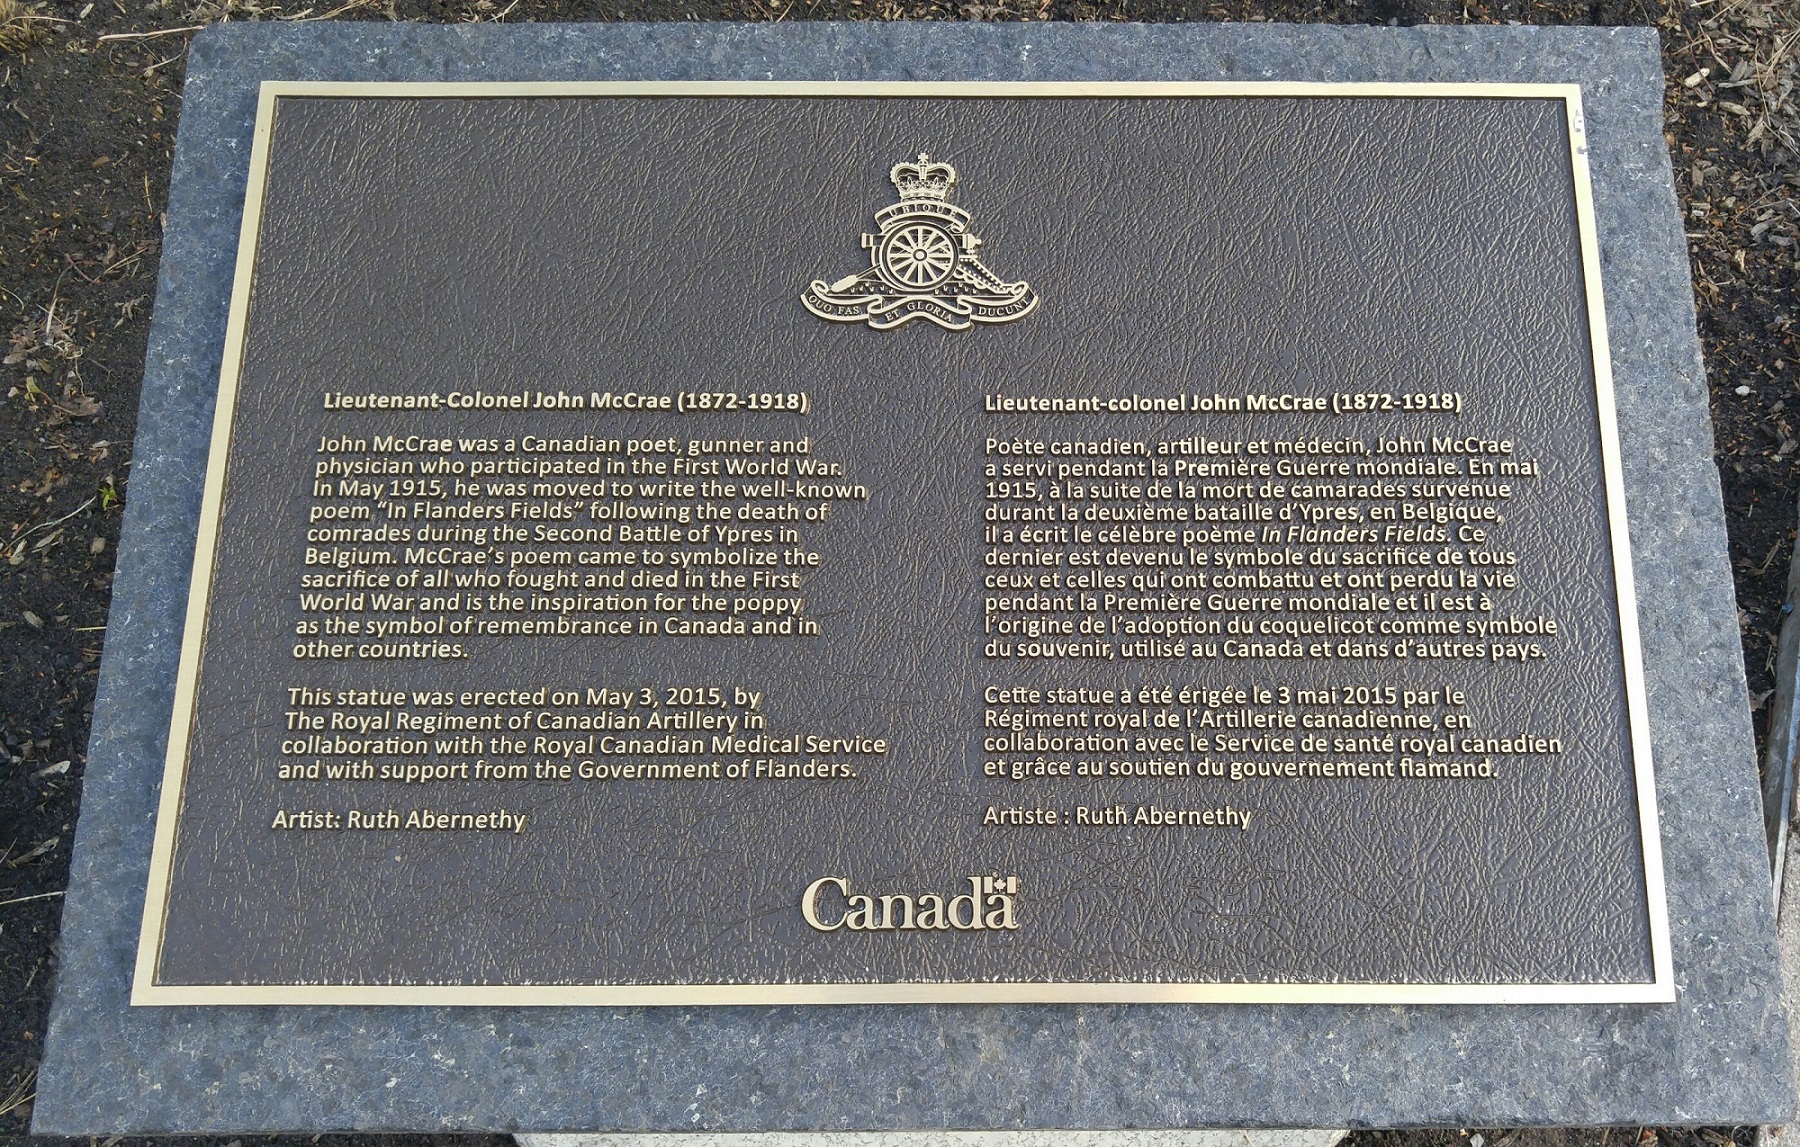 UBIQUE
QUO FAS ET GLORIA DUCUNT
Lieutenant-Colonel John McCrae (1872-1918)
John McCrae was a Canadian poet, gunner and
physician who participated in the First World War.
In May 1915, he was moved to write the well-known
poem “In Flanders Fields” following the death of
comrades during the Second Battle of Ypres in
Belgium. McCrae’s poem came to symbolize the
sacrifice of all who fought and died in the First
World War and is the inspiration for the poppy
as the symbol of remembrance in Canada and in
other countries.
This statue was erected on May 3, 2015, by
The Royal Regiment of Canadian Artillery in
collaboration with the Royal Canadian Medical Service
and with support from the Government of Flanders.
Artist: Ruth Abernethy
Lieutenant-colonel John McCrae (1872-1918)
Poète canadien, artilleur et médecin, John McCrae
a servi pendant la Première Guerre mondiale. En mai
1915, à la suite de la mort de camarades survenue
durant la deuxième bataille d’Ypres, en Belgique,
il a écrit le célèbre poème In Flanders Fields. Ce
dernier est devenu le symbole du sacrifice de tous
ceux et celles qui ont combattu et ont perdu la vie
pendant la Première Guerre mondiale et il est à
l’origine de l’adoption du coquelicot comme symbole
du souvenir, utilisé au Canada et dans d’autres pays.
Cette statue a été érigée le 3 mai 2015 par le
Régiment royal de l’Artillerie canadienne, en
collaboration avec le Service de santé royal canadien
et grâce au soutien du gouvernement flamand.
Artiste : Ruth Abernethy
Canada